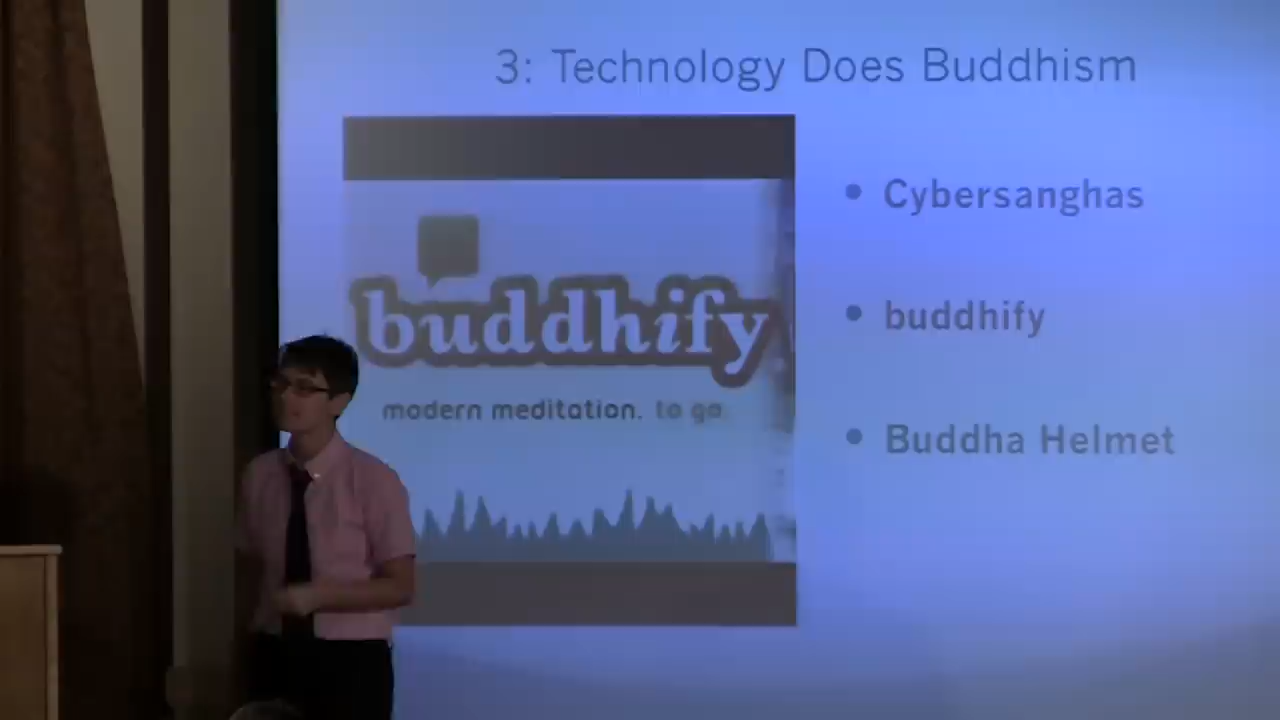 3: Technology Does Buddhism
buddhify
modern meditation. to go.
• Cybersanghas
• buddhify
• Buddha Helmet